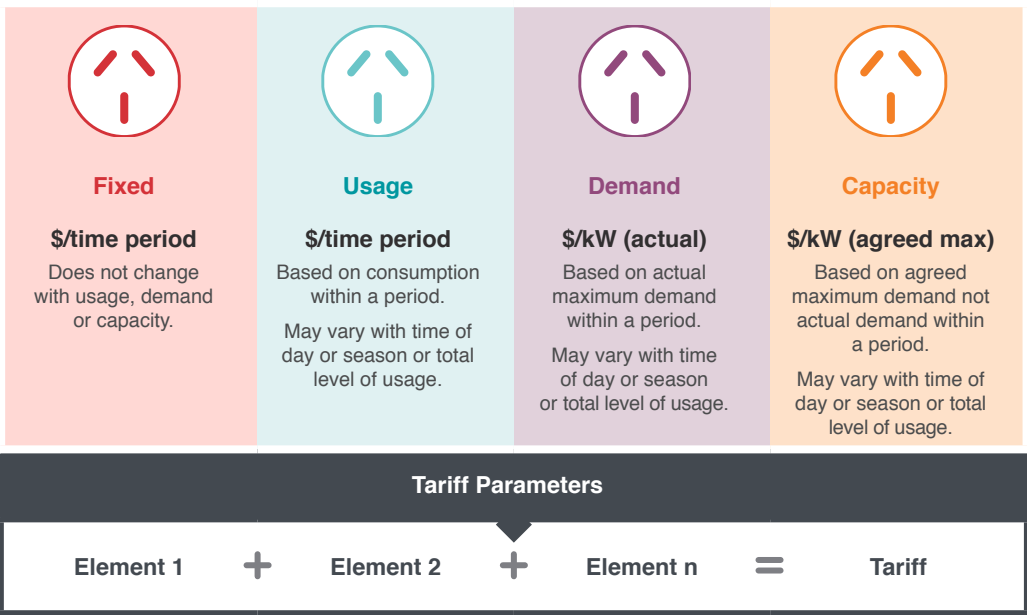 Fixed
$/time period
Does not change
with usage, demand
or capacity.
Usage
$/time period
Based on consumption
within a period.
May vary with time of
day or season or total
level of usage.
Demand
$/kW (actual)
Based on actual
maximum demand
within a period.
May vary with time
of day or season
or total level of usage.
Capacity
$/kW (agreed max)
Based on agreed
maximum demand not
actual demand within
a period.
May vary with time of
day or season or total
level of usage.
Tariff Parameters
Element 1 + Element 2 + Element n = Tariff